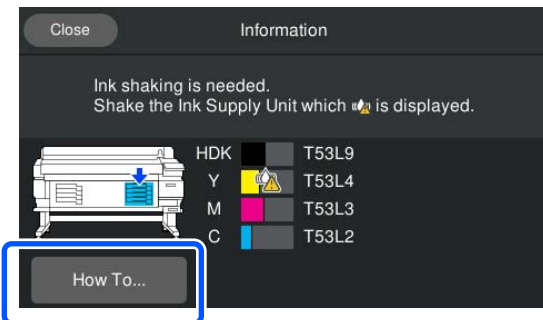 Close
Information
Ink shaking is needed.
Shake the Ink Supply Unit which is displayed.
HDK T53L9
Y T53L4
M T53L3
C T53L2
How To...